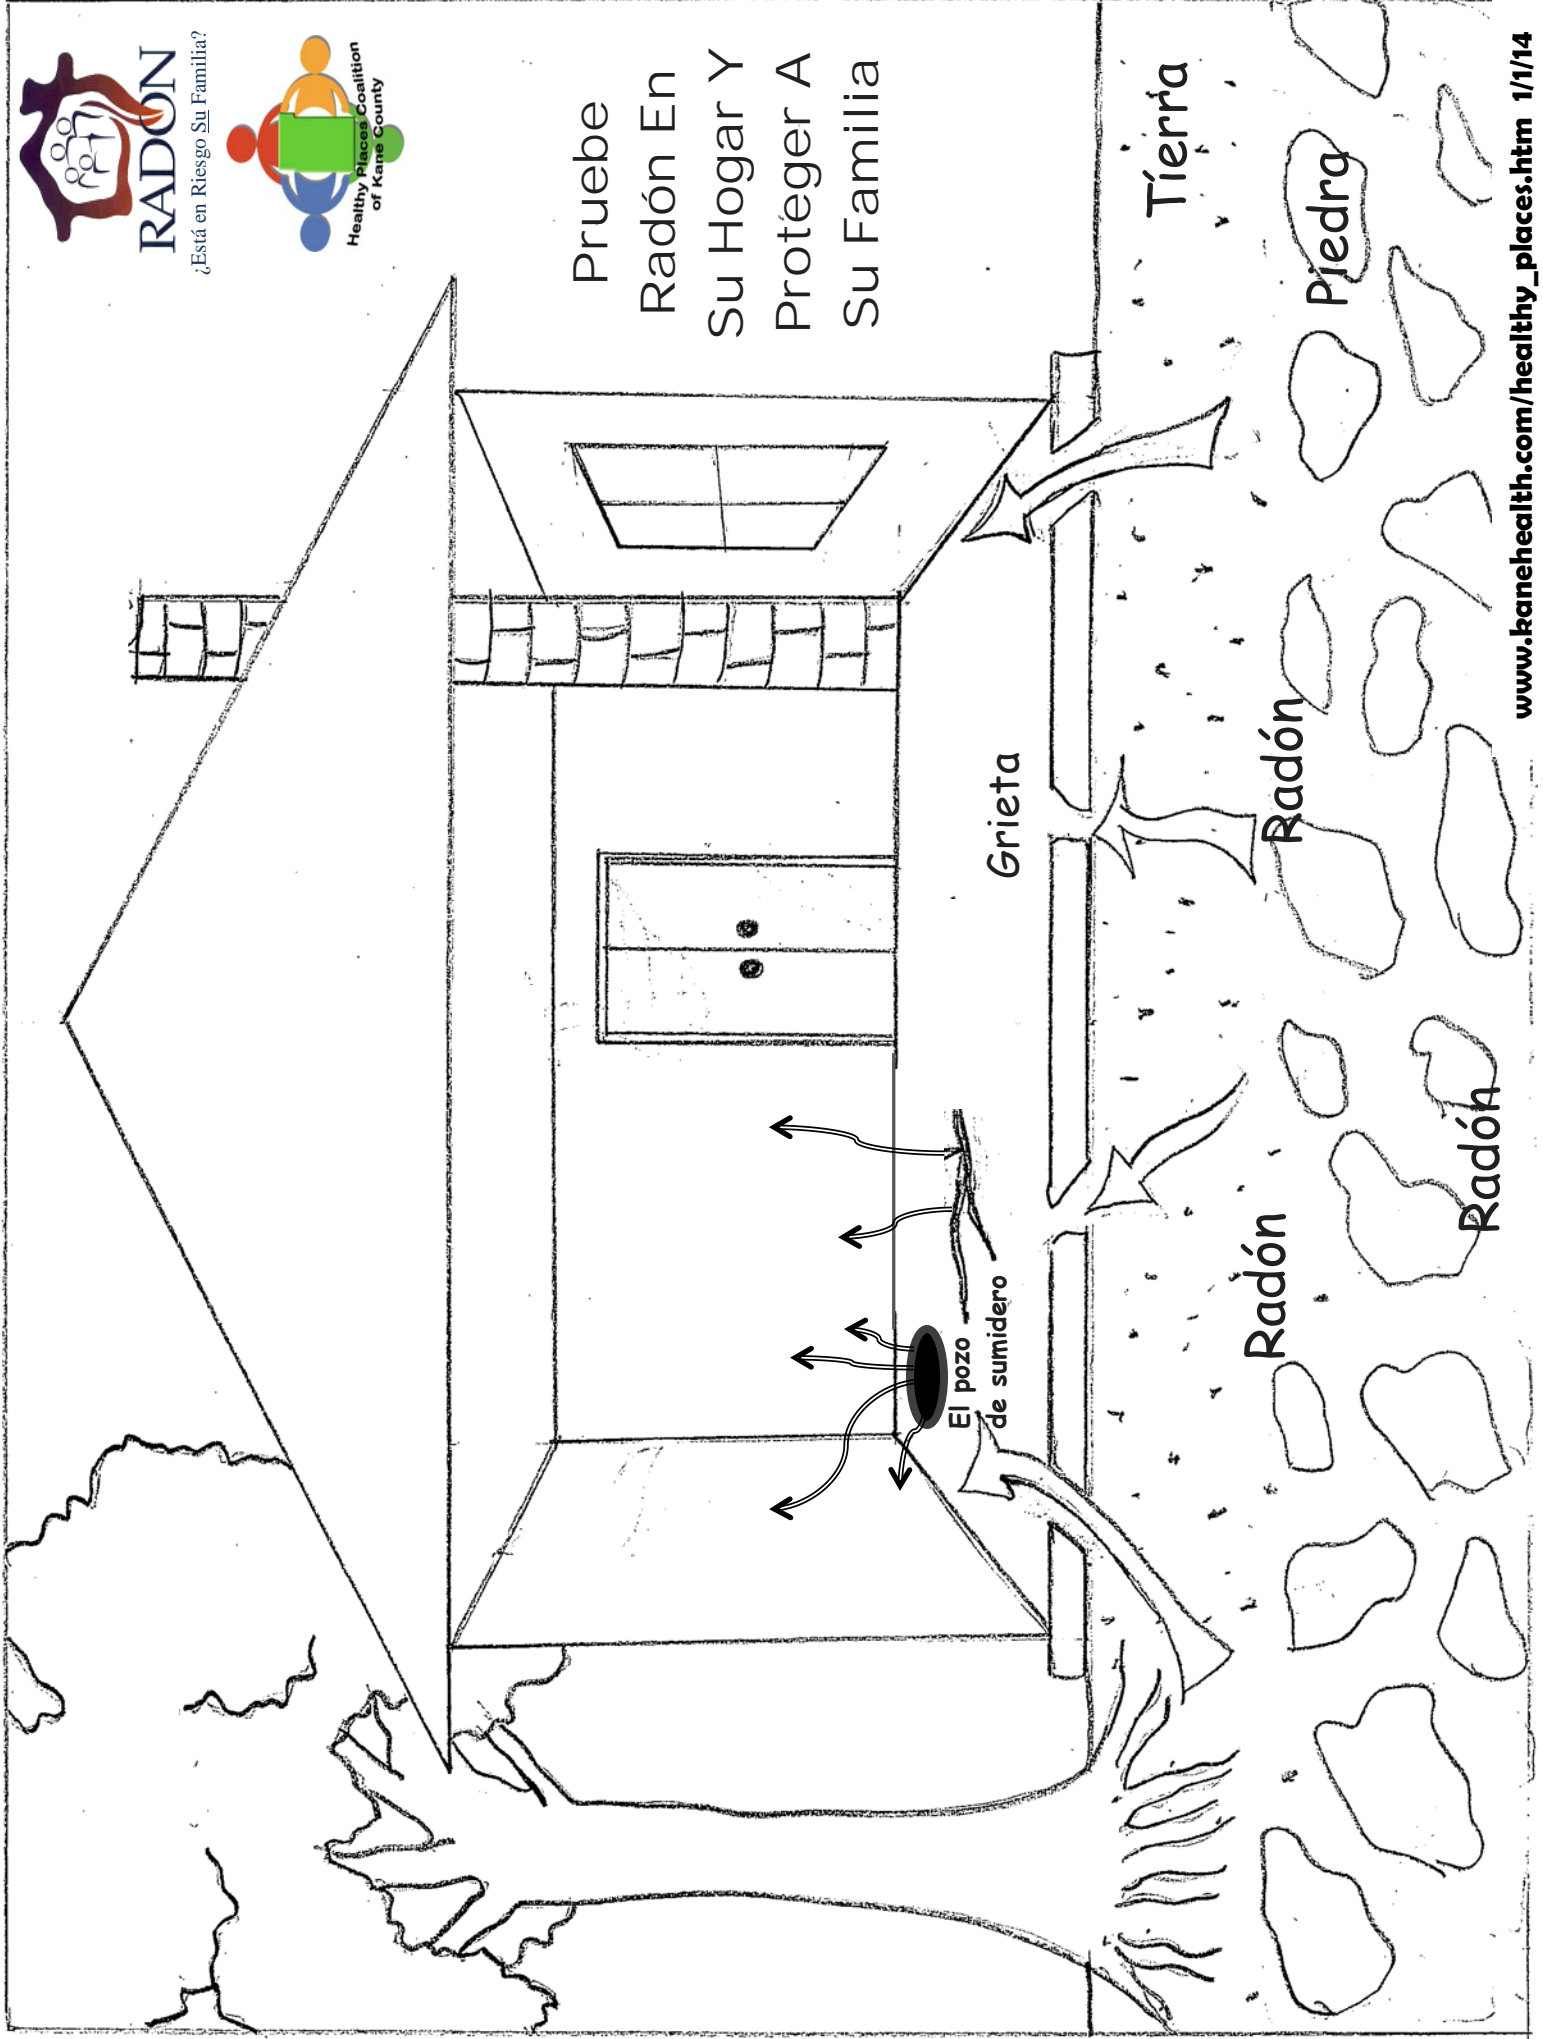 RADON
¿Está en Riesgo Su Familia?
Healthy Places Coalition
of Kane County
Pruebe
Radón En
Su Hogar Y
Proteger A
Su Familia
Grieta
El pozo
de sumidero
Tierra
Piedra
Radón
Radón
Radón
www.kanehealth.com/healthy_places.htm 1/1/14